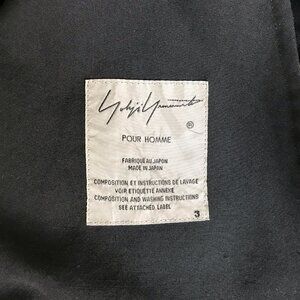 Yohji Yamamoto
®
POUR HOMME
FABRIQUE AU JAPON
MADE IN JAPAN
COMPOSITION ET INSTRUCTIONS DE LAVAGE
VOIR ETIQUETTE ANNEXE
COMPOSITION AND WASHING INSTRUCTIONS
SEE ATTACHED LABEL
3